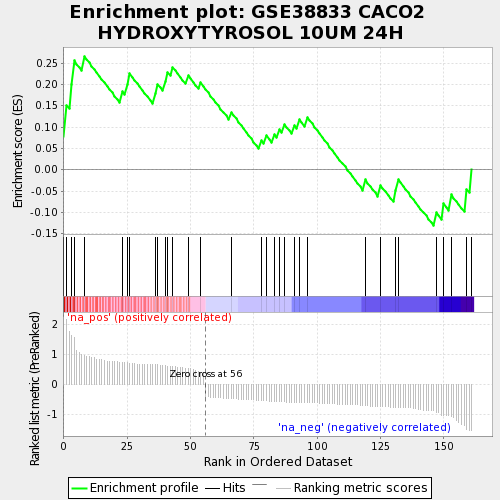 Enrichment plot: GSE38833 CACO2
HYDROXYTYROSOL 10UM 24H
Enrichment score (ES)
0.25
0.20
0.15
0.10
0.05
0.00
-0.05
-0.10
-0.15
'na_pos' (positively correlated)
Ranked list metric (PreRanked)
2
1
0
-1
Zero cross at 56
'na_neg' (negatively correlated)
0 25 50 75 100 125 150
Rank in Ordered Dataset
Enrichment profile Hits Ranking metric scores